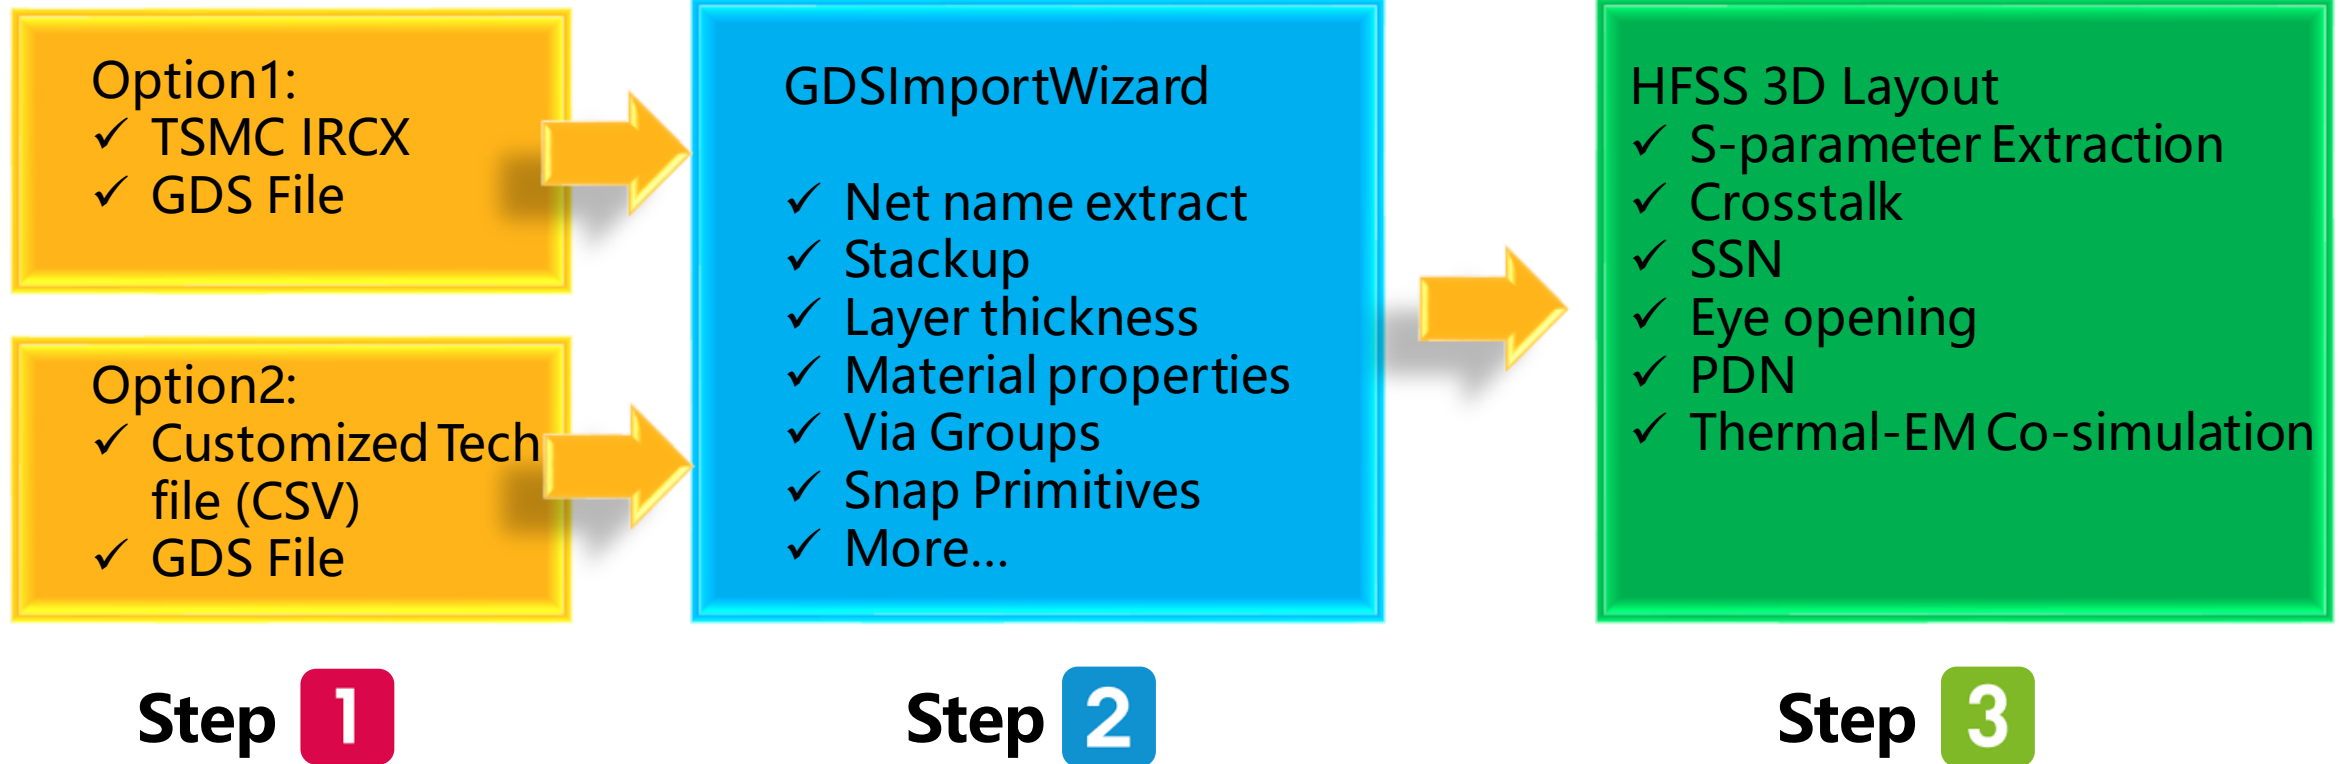 Option1:
✓ TSMC IRCX
✓ GDS File
Option2:
✓ Customized Tech
file (CSV)
✓ GDS File
GDSImportWizard
✓ Net name extract
✓ Stackup
✓ Layer thickness
✓ Material properties
✓ Via Groups
✓ Snap Primitives
✓ More...
HFSS 3D Layout
✓ S-parameter Extraction
✓ Crosstalk
✓ SSN
✓ Eye opening
✓ PDN
✓ Thermal-EM Co-simulation
Step 1
Step 2
Step 3